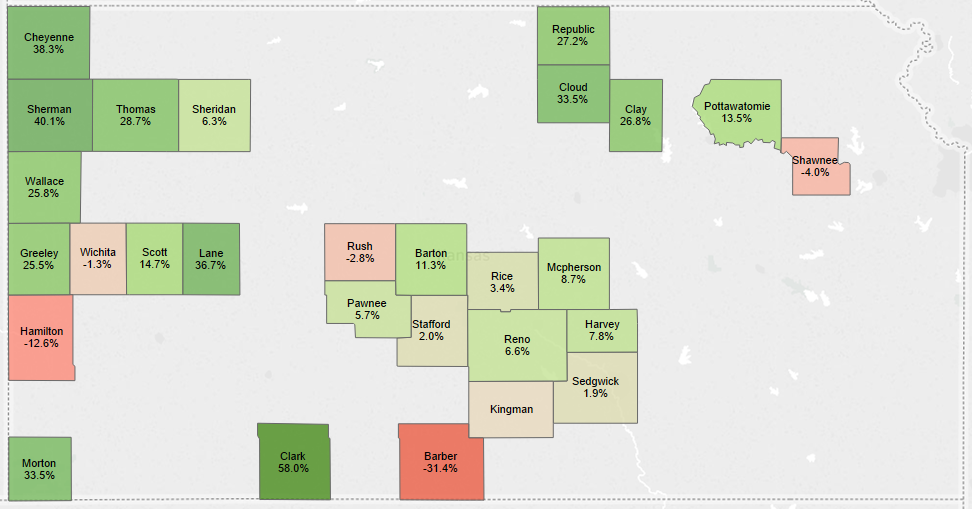 Cheyenne
38.3%
Republic
27.2%
Sherman
40.1%
Thomas
28.7%
Sheridan
6.3%
Cloud
33.5%
Clay
26.8%
Pottawatomie
13.5%
Shawnee
-4.0%
Wallace
25.8%
Greeley
25.5%
Wichita
-1.3%
Scott
14.7%
Lane
36.7%
Rush
-2.8%
Barton
11.3%
Kansas
Rice
3.4%
Mcpherson
8.7%
Hamilton
-12.6%
Pawnee
5.7%
Stafford
2.0%
Reno
6.6%
Harvey
7.8%
Sedgwick
1.9%
Kingman
Morton
33.5%
Clark
58.0%
Barber
-31.4%